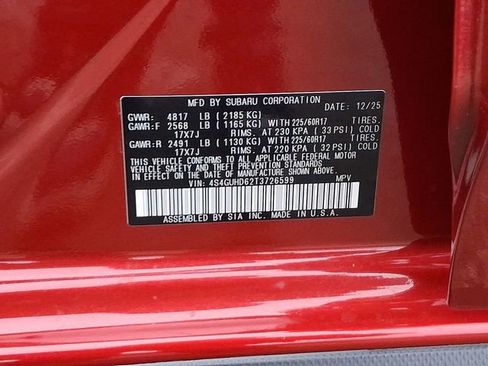 MFD BY SUBARU CORPORATION DATE: 12/25
GVWR: 4817 LB (2185 KG)
GAWR:F 2568 LB (1165 KG) WITH 225/60R17 TIRES.
17X7J RIMS. AT 230 KPA (33 PSI) COLD
GAWR:R 2491 LB (1130 KG) WITH 225/60R17 TIRES.
17X7J RIMS. AT 220 KPA (32 PSI) COLD
THIS VEHICLE CONFORMS TO ALL APPLICABLE FEDERAL MOTOR
VEHICLE SAFETY AND BUMPER STANDARDS
IN EFFECT ON THE DATE OF MANUFACTURE SHOWN ABOVE.
VIN: 4S4GUHD62T3726599 MPV
ASSEMBLED BY SIA INC. MADE IN U.S.A.